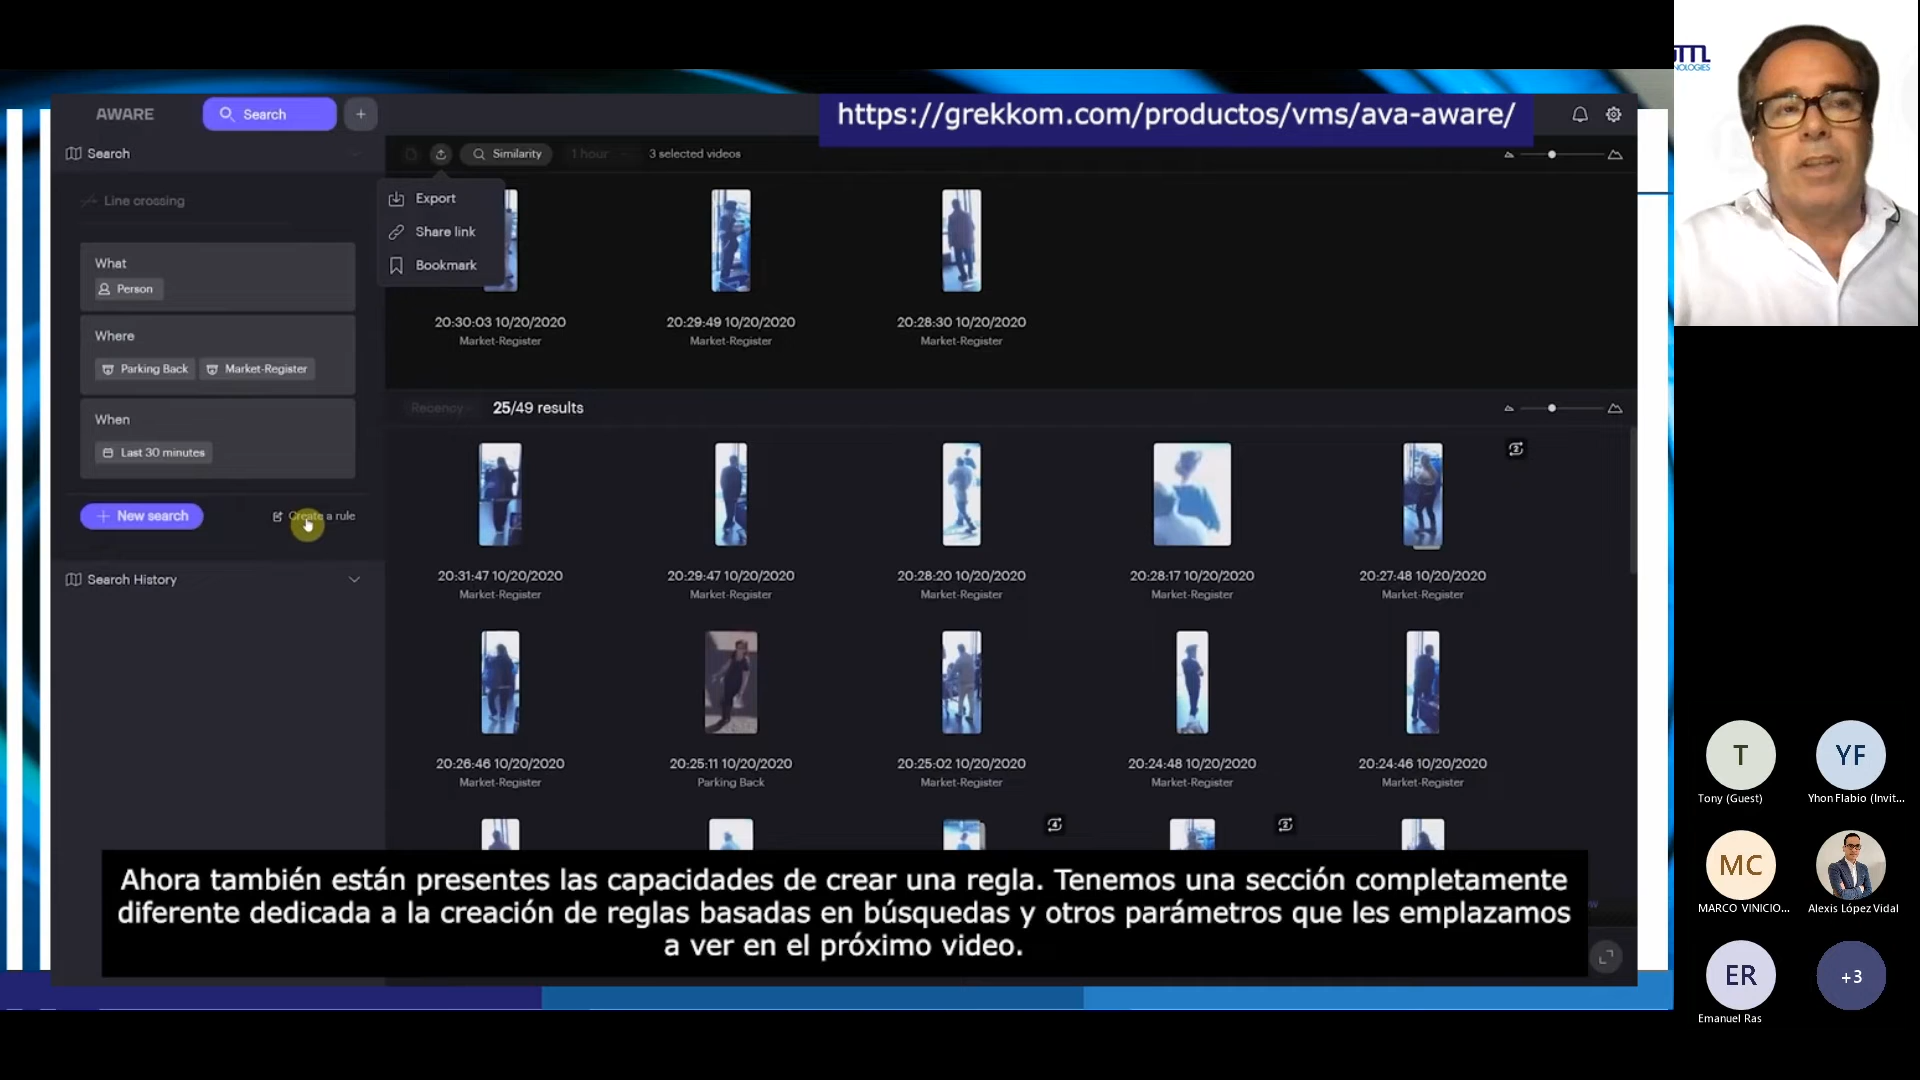 AWARE
Search
+
https://grekkom.com/productos/vms/ava-aware/
Search
Similarity
1 hour
3 selected videos
Line crossing
Export
Share link
Bookmark
What
Person
Where
Parking Back
Market-Register
When
Last 30 minutes
+ New search
Create a rule
Search History
20:30:03 10/20/2020
Market-Register
20:29:49 10/20/2020
Market-Register
20:28:30 10/20/2020
Market-Register
Recency
25/49 results
2
20:31:47 10/20/2020
Market-Register
20:29:47 10/20/2020
Market-Register
20:28:20 10/20/2020
Market-Register
20:28:17 10/20/2020
Market-Register
20:27:48 10/20/2020
Market-Register
20:26:46 10/20/2020
Market-Register
20:25:11 10/20/2020
Parking Back
20:25:02 10/20/2020
Market-Register
20:24:48 10/20/2020
Market-Register
20:24:46 10/20/2020
Market-Register
4
2
Ahora también están presentes las capacidades de crear una regla. Tenemos una sección completamente
diferente dedicada a la creación de reglas basadas en búsquedas y otros parámetros que les emplazamos
a ver en el próximo video.
T
Tony (Guest)
YF
Yhon Flabio (Invit...
MC
MARCO VINICIO...
Alexis López Vidal
ER
Emanuel Ras
+3